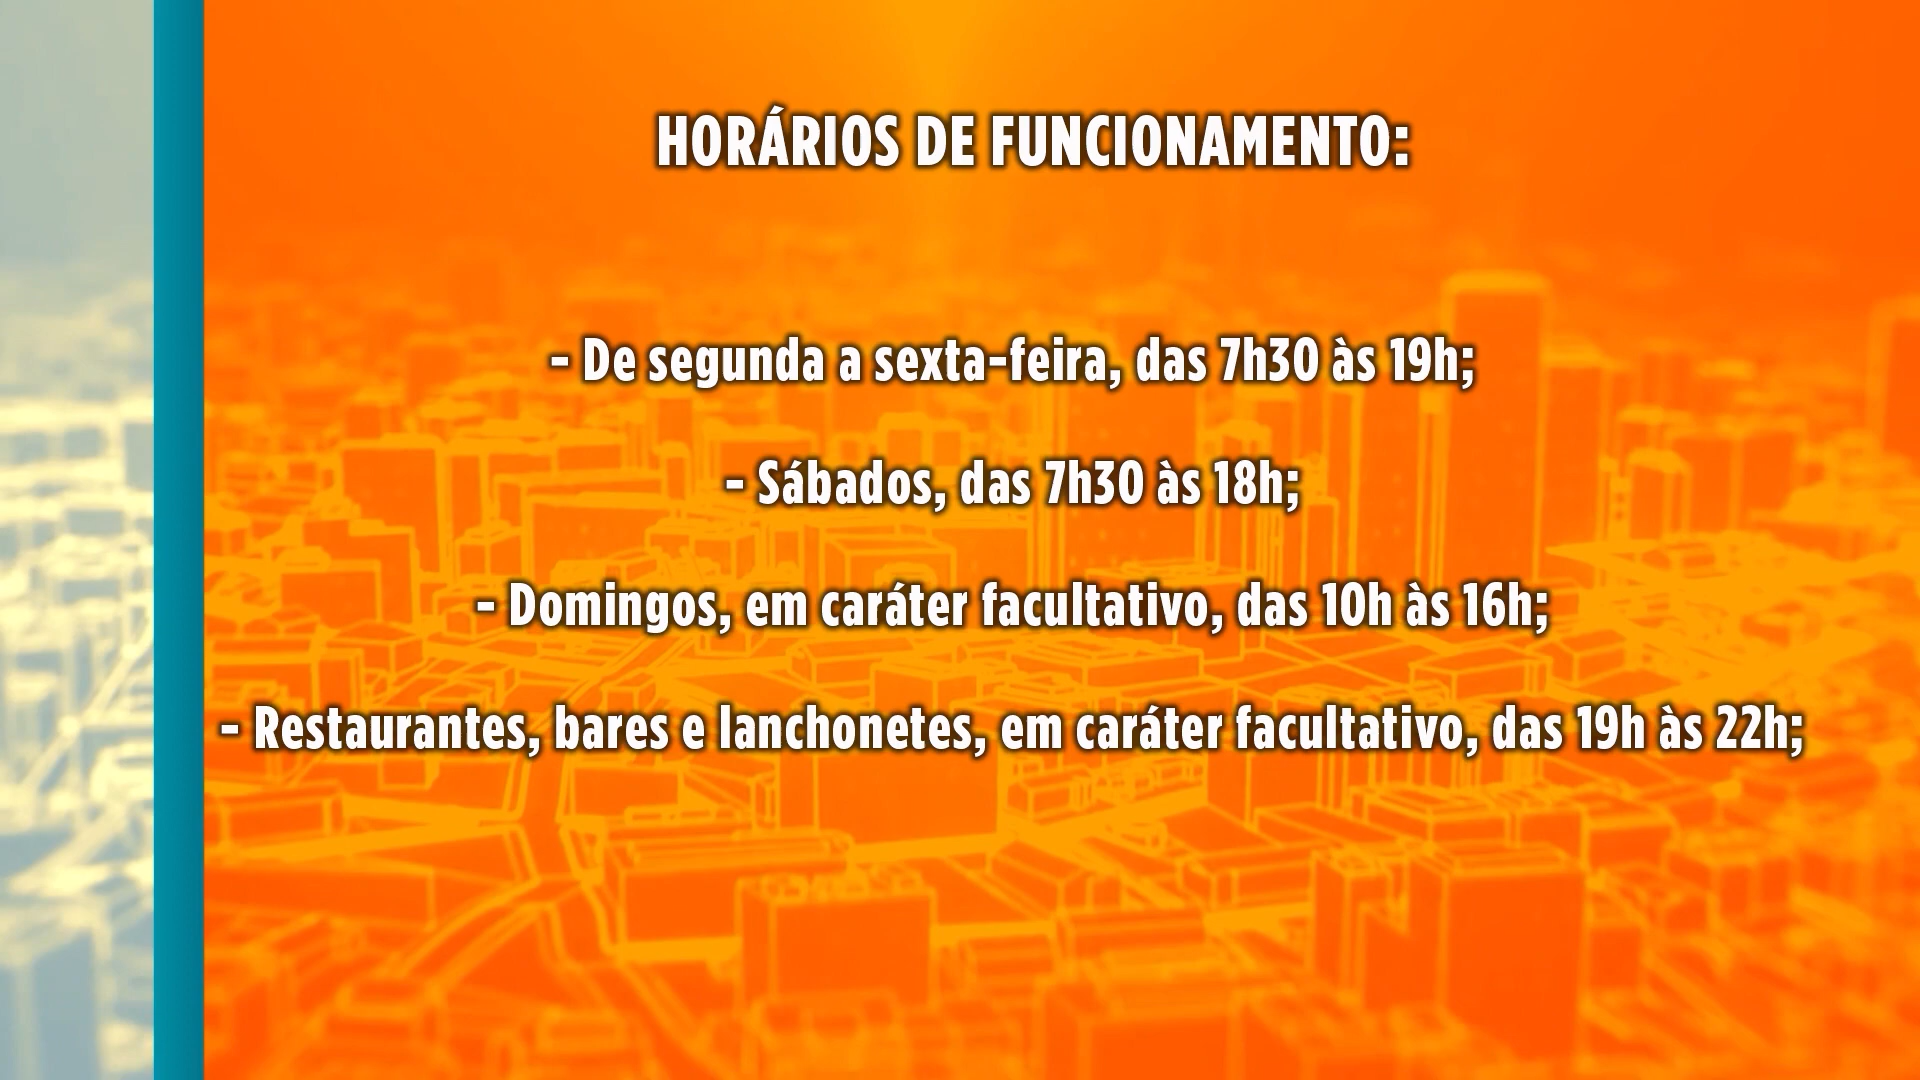 HORÁRIOS DE FUNCIONAMENTO:
- De segunda a sexta-feira, das 7h30 às 19h;
- Sábados, das 7h30 às 18h;
- Domingos, em caráter facultativo, das 10h às 16h;
- Restaurantes, bares e lanchonetes, em caráter facultativo, das 19h às 22h;